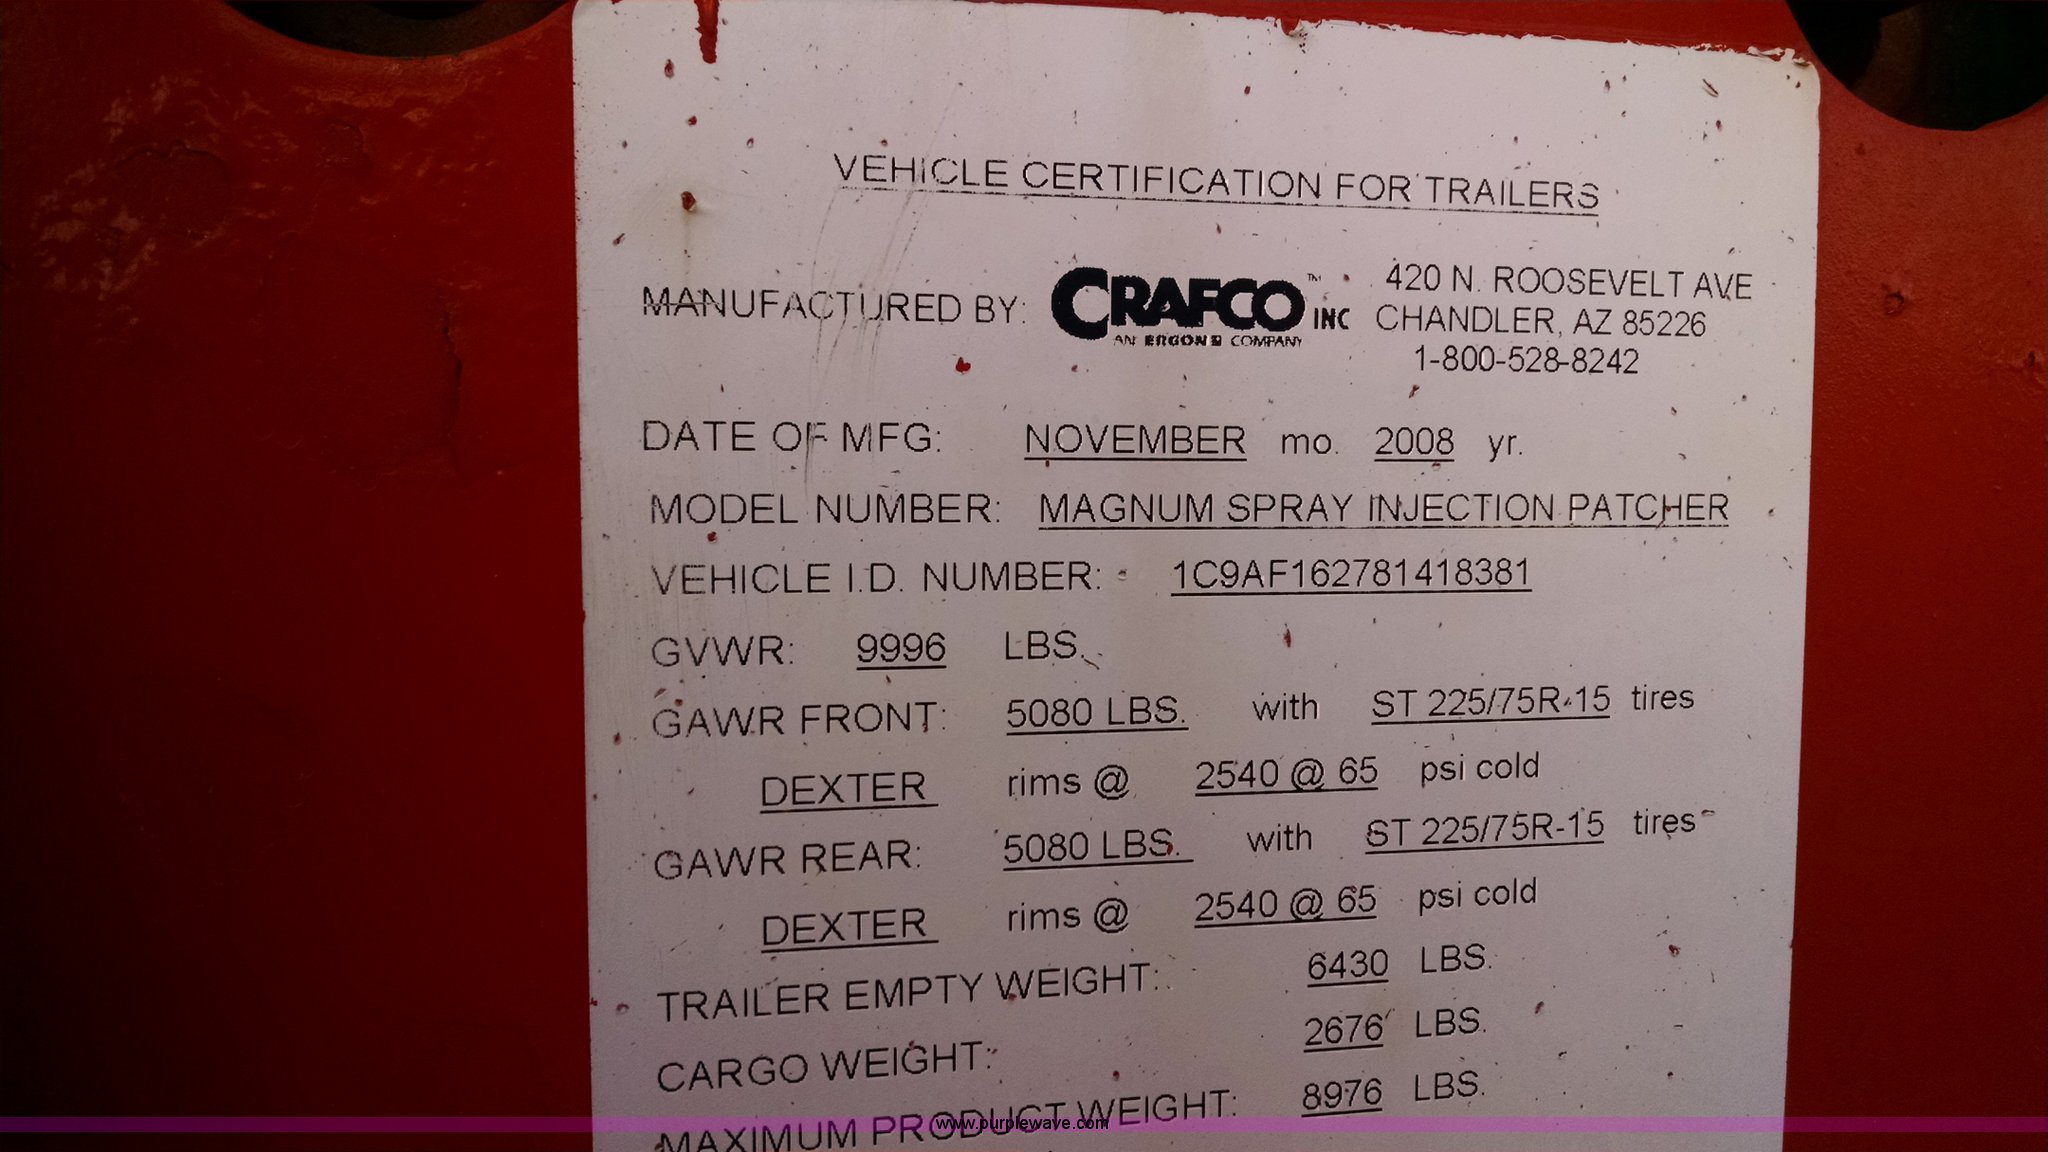 VEHICLE CERTIFICATION FOR TRAILERS
MANUFACTURED BY: CRAFCO™ INC
AN ERGON COMPANY
420 N. ROOSEVELT AVE
CHANDLER, AZ 85226
1-800-528-8242
DATE OF MFG: NOVEMBER mo. 2008 yr.
MODEL NUMBER: MAGNUM SPRAY INJECTION PATCHER
VEHICLE I.D. NUMBER: 1C9AF162781418381
GVWR: 9996 LBS.
GAWR FRONT: 5080 LBS. with ST 225/75R-15 tires
DEXTER rims @ 2540 @ 65 psi cold
GAWR REAR: 5080 LBS. with ST 225/75R-15 tires
DEXTER rims @ 2540 @ 65 psi cold
TRAILER EMPTY WEIGHT: 6430 LBS.
CARGO WEIGHT: 2676 LBS.
MAXIMUM PRODUCT WEIGHT: 8976 LBS.
www.purplewave.com